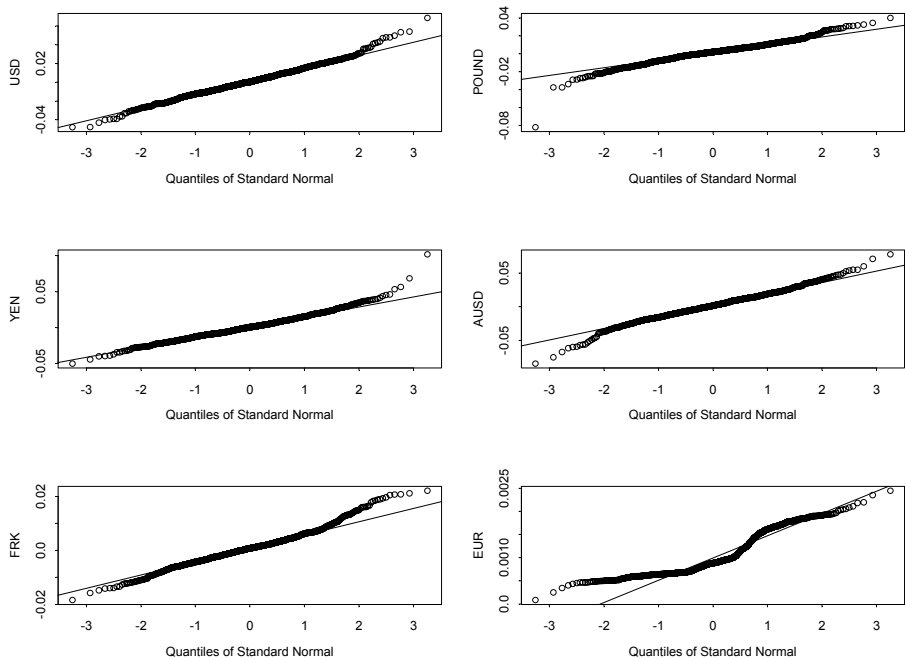 USD
0.02
-0.04
-3 -2 -1 0 1 2 3
Quantiles of Standard Normal
POUND
0.04
-0.02
-0.08
-3 -2 -1 0 1 2 3
Quantiles of Standard Normal
YEN
0.05
-0.05
-3 -2 -1 0 1 2 3
Quantiles of Standard Normal
AUSD
0.05
-0.05
-3 -2 -1 0 1 2 3
Quantiles of Standard Normal
FRK
0.02
0.0
-0.02
-3 -2 -1 0 1 2 3
Quantiles of Standard Normal
EUR
0.0025
0.0010
0.0
-3 -2 -1 0 1 2 3
Quantiles of Standard Normal